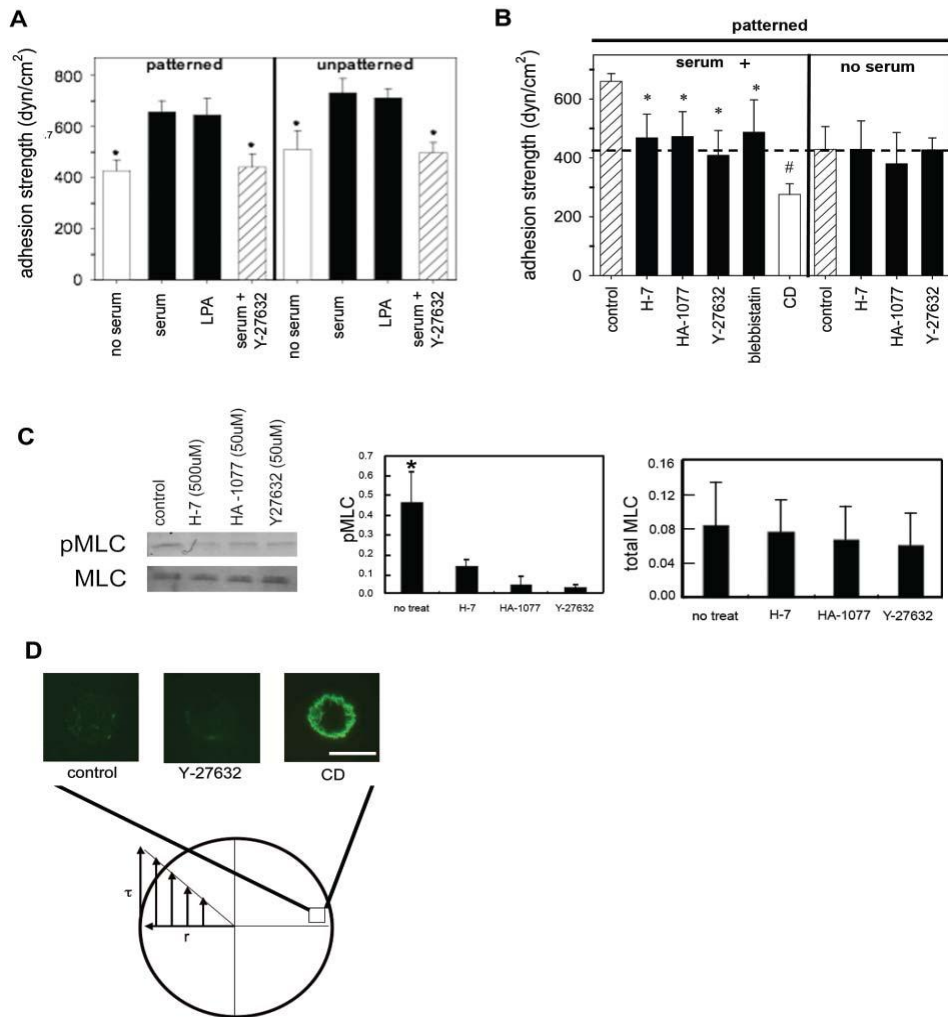 A
adhesion strength (dyn/cm²)
800
600
400
200
0
.7
patterned
unpatterned
*
*
*
*
no serum
serum
LPA
serum +
Y-27632
no serum
serum
LPA
serum +
Y-27632
B
patterned
adhesion strength (dyn/cm²)
600
400
200
0
serum +
no serum
*
*
*
*
#
control
H-7
HA-1077
Y-27632
blebbistatin
CD
control
H-7
HA-1077
Y-27632
C
control
H-7 (500uM)
HA -1077 (50uM)
Y27632 (50uM)
pMLC
MLC
pMLC
0.7
0.6
0.5
0.4
0.3
0.2
0.1
0.0
*
no treat
H-7
HA-1077
Y-27632
total MLC
0.16
0.12
0.08
0.04
0.00
no treat
H-7
HA-1077
Y-27632
D
control
Y-27632
CD
τ
r